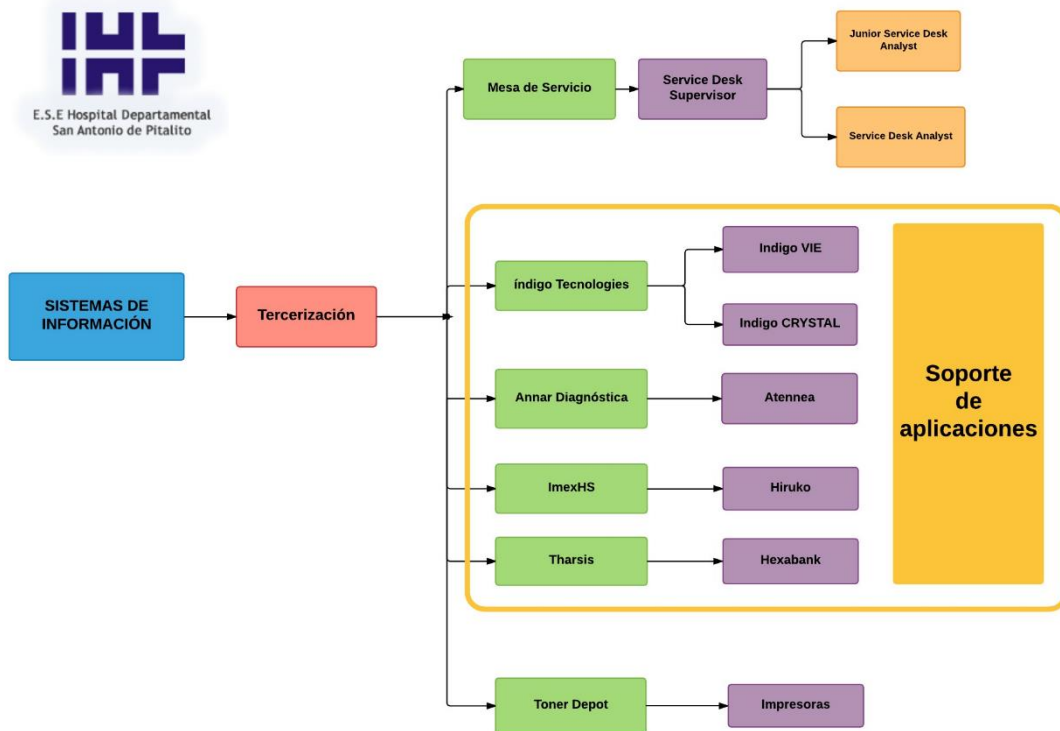 E.S.E Hospital Departamental
San Antonio de Pitalito
SISTEMAS DE
INFORMACIÓN
Tercerización
Mesa de Servicio
Service Desk
Supervisor
Junior Service Desk
Analyst
Service Desk Analyst
índigo Tecnologies
Indigo VIE
Indigo CRYSTAL
Annar Diagnóstica
Atennea
ImexHS
Hiruko
Tharsis
Hexabank
Soporte
de
aplicaciones
Toner Depot
Impresoras